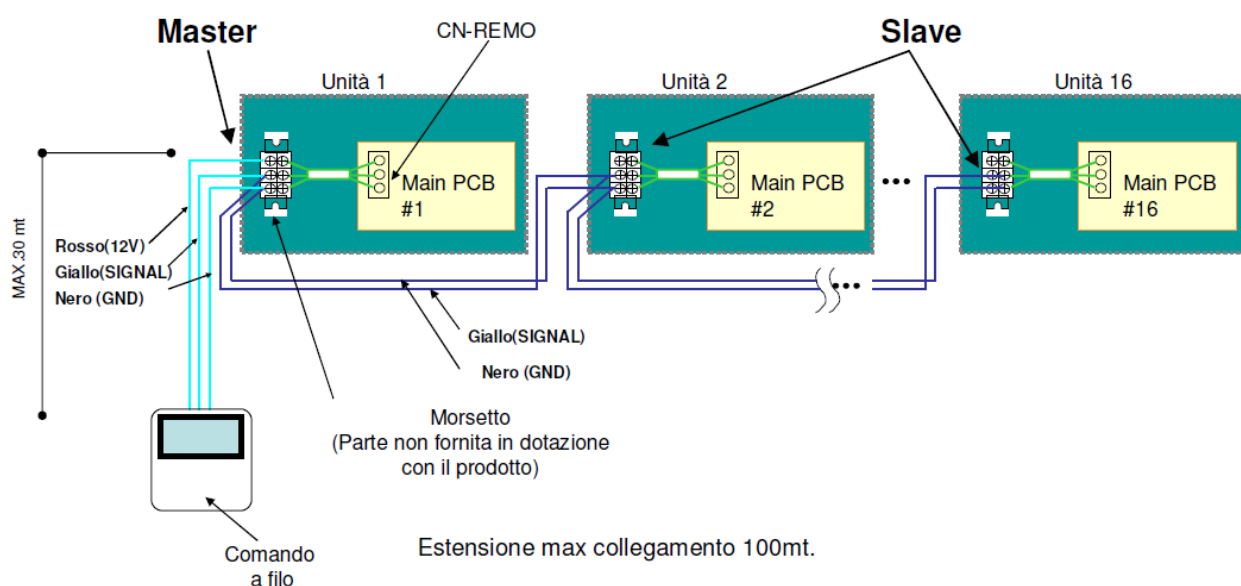 Master
CN-REMO
Slave
Unità 1
Unità 2
Unità 16
Main PCB
#1
Main PCB
#2
Main PCB
#16
MAX.30 mt
Rosso(12V)
Giallo(SIGNAL)
Nero (GND)
Giallo(SIGNAL)
Nero (GND)
Morsetto
(Parte non fornita in dotazione
con il prodotto)
Comando
a filo
Estensione max collegamento 100mt.